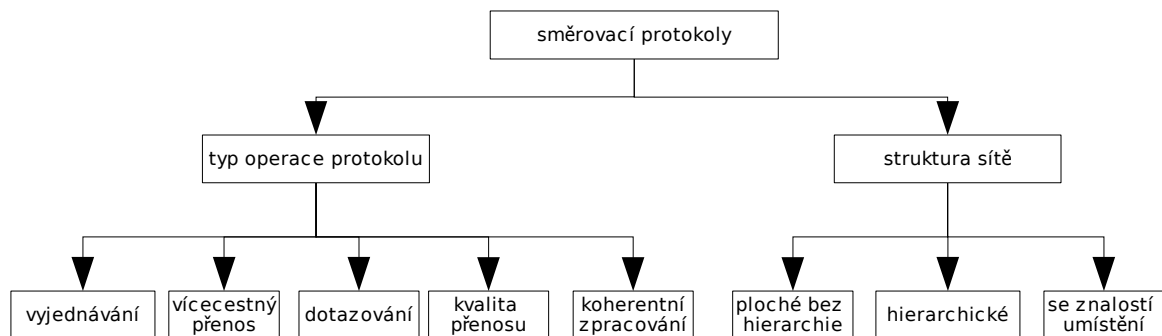 směrovací protokoly
typ operace protokolu
struktura sítě
vyjednávání
vícecestný
přenos
dotazování
kvalita
přenosu
koherentní
zpracování
ploché bez
hierarchie
hierarchické
se znalostí
umístění